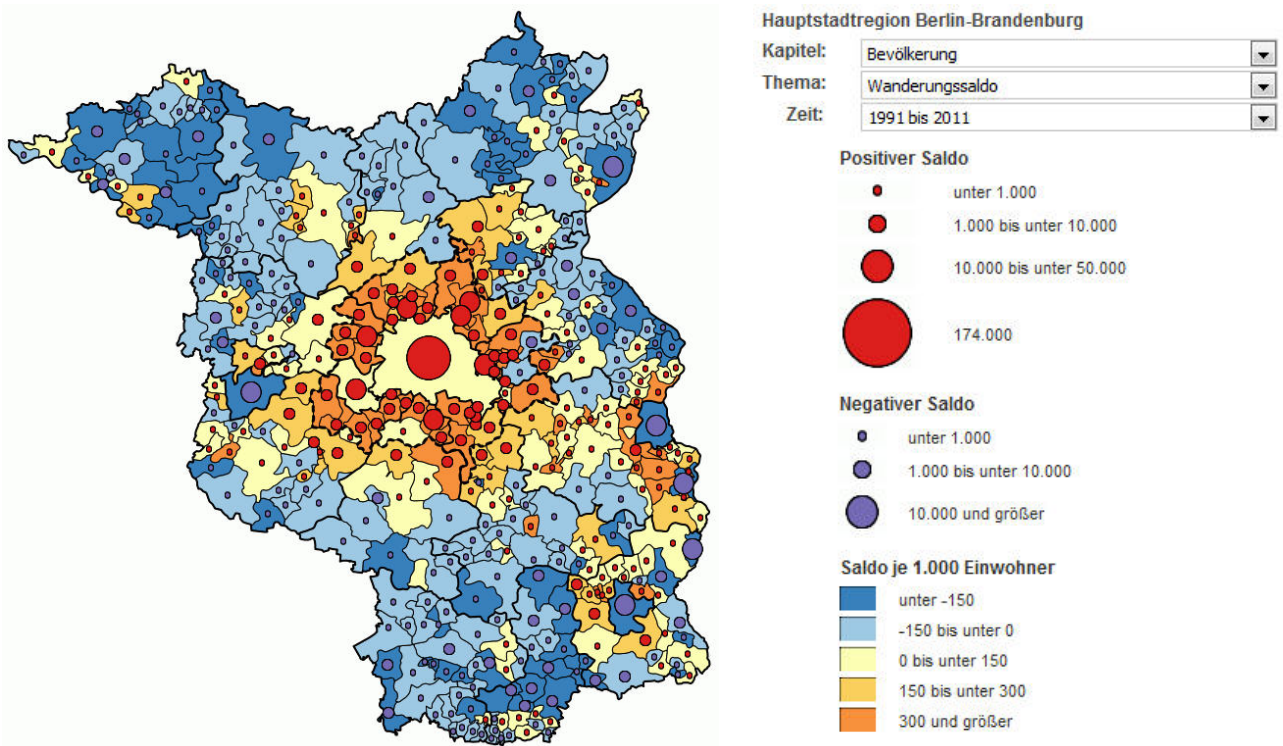 Hauptstadtregion Berlin-Brandenburg
Kapitel: Bevölkerung
Thema: Wanderungssaldo
Zeit: 1991 bis 2011
Positiver Saldo
unter 1.000
1.000 bis unter 10.000
10.000 bis unter 50.000
174.000
Negativer Saldo
unter 1.000
1.000 bis unter 10.000
10.000 und größer
Saldo je 1.000 Einwohner
unter -150
-150 bis unter 0
0 bis unter 150
150 bis unter 300
300 und größer